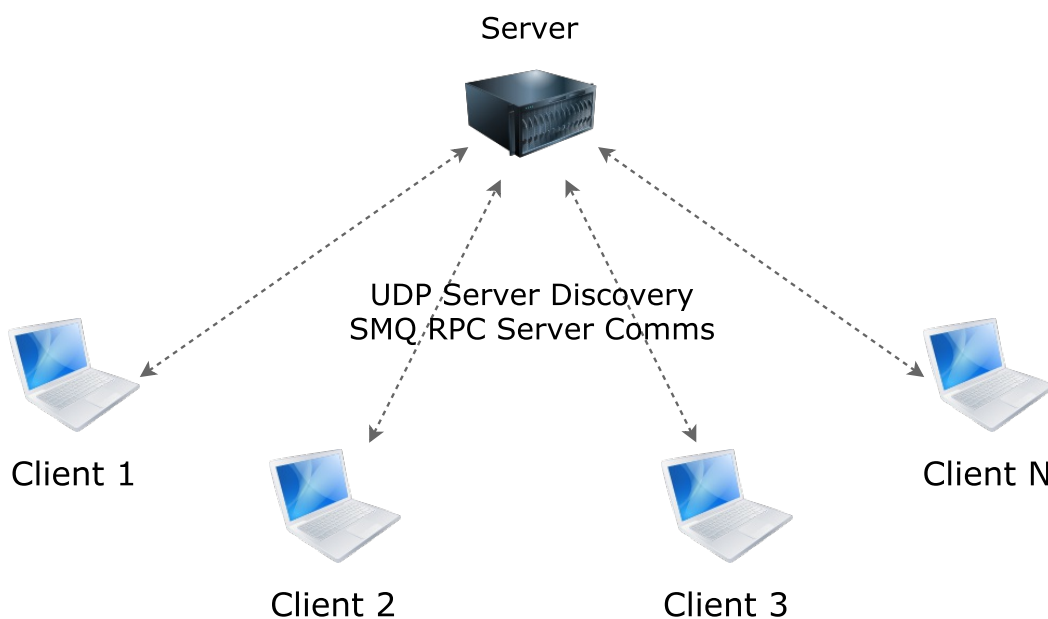 Server
UDP Server Discovery
SMQ RPC Server Comms
Client 1
Client N
Client 2
Client 3